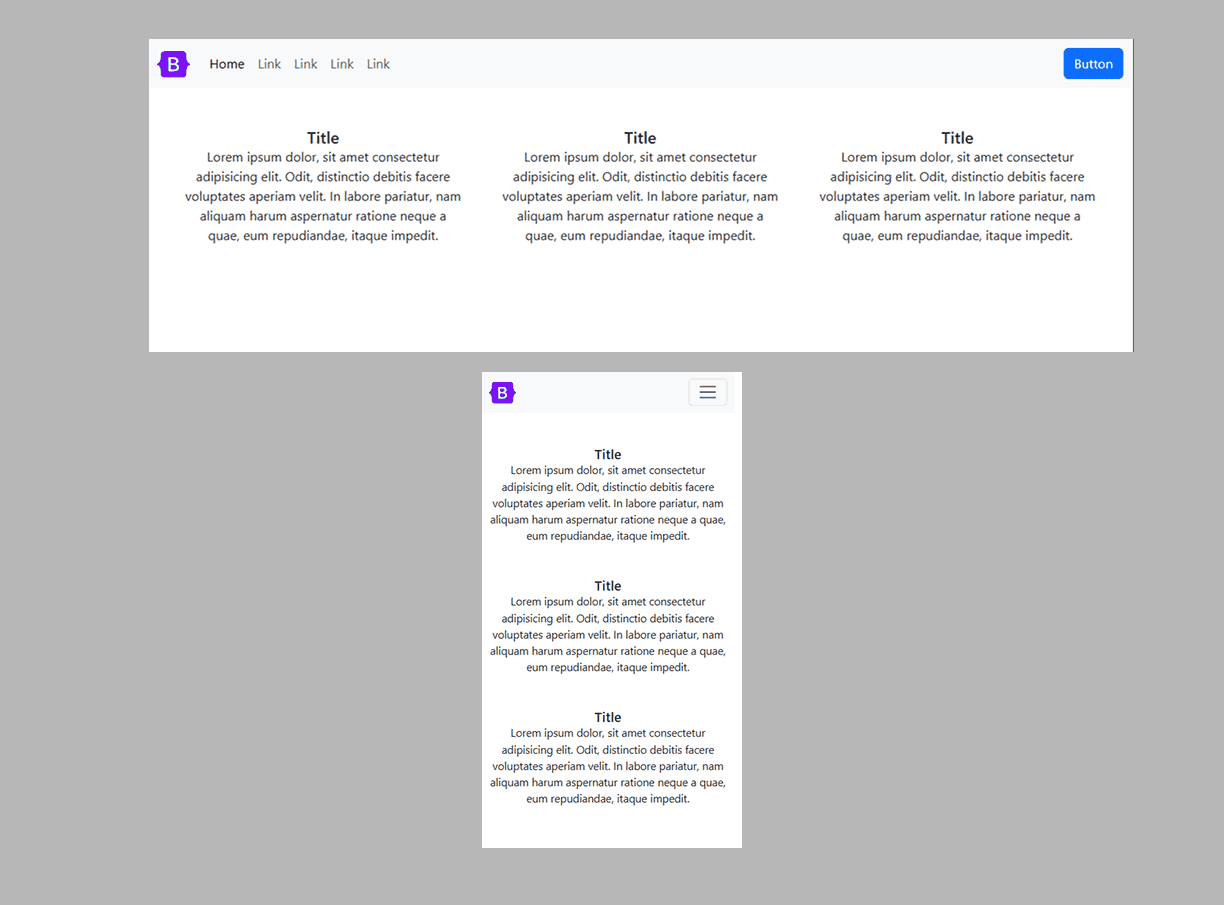 B Home Link Link Link Link Button
Title
Lorem ipsum dolor, sit amet consectetur
adipisicing elit. Odit, distinctio debitis facere
voluptates aperiam velit. In labore pariatur, nam
aliquam harum aspernatur ratione neque a
quae, eum repudiandae, itaque impedit.
Title
Lorem ipsum dolor, sit amet consectetur
adipisicing elit. Odit, distinctio debitis facere
voluptates aperiam velit. In labore pariatur, nam
aliquam harum aspernatur ratione neque a
quae, eum repudiandae, itaque impedit.
Title
Lorem ipsum dolor, sit amet consectetur
adipisicing elit. Odit, distinctio debitis facere
voluptates aperiam velit. In labore pariatur, nam
aliquam harum aspernatur ratione neque a
quae, eum repudiandae, itaque impedit.
B
Title
Lorem ipsum dolor, sit amet consectetur
adipisicing elit. Odit, distinctio debitis facere
voluptates aperiam velit. In labore pariatur, nam
aliquam harum aspernatur ratione neque a quae,
eum repudiandae, itaque impedit.
Title
Lorem ipsum dolor, sit amet consectetur
adipisicing elit. Odit, distinctio debitis facere
voluptates aperiam velit. In labore pariatur, nam
aliquam harum aspernatur ratione neque a quae,
eum repudiandae, itaque impedit.
Title
Lorem ipsum dolor, sit amet consectetur
adipisicing elit. Odit, distinctio debitis facere
voluptates aperiam velit. In labore pariatur, nam
aliquam harum aspernatur ratione neque a quae,
eum repudiandae, itaque impedit.